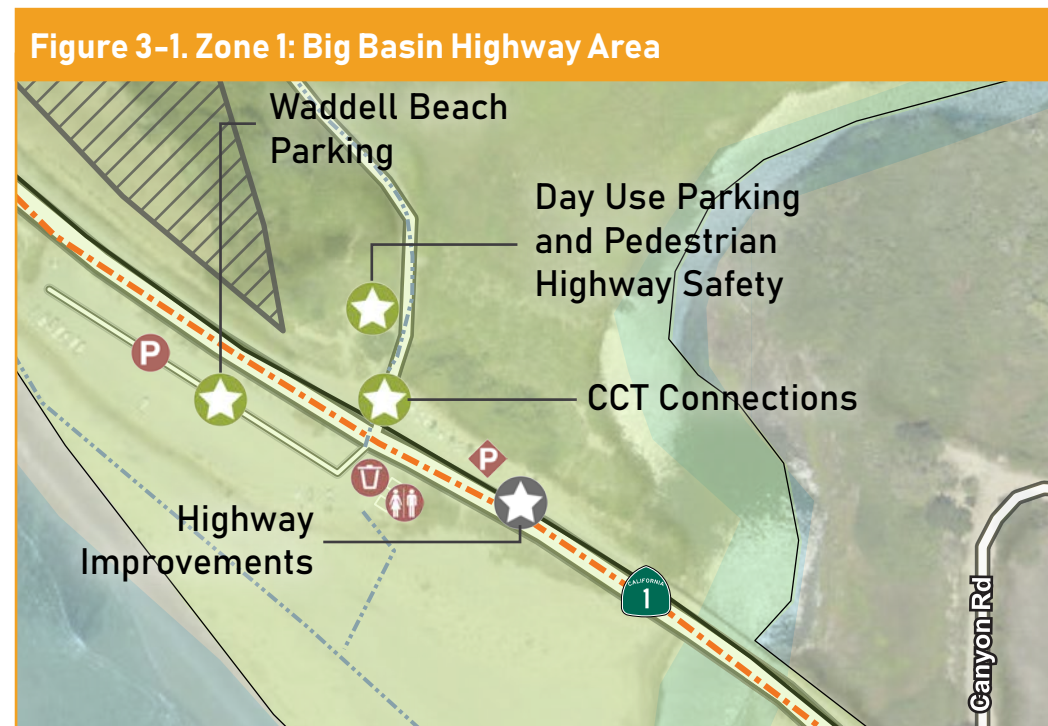 Figure 3-1. Zone 1: Big Basin Highway Area
Waddell Beach
Parking
Day Use Parking
and Pedestrian
Highway Safety
P
CCT Connections
P
Highway
Improvements
CALIFORNIA
1
Canyon Rd